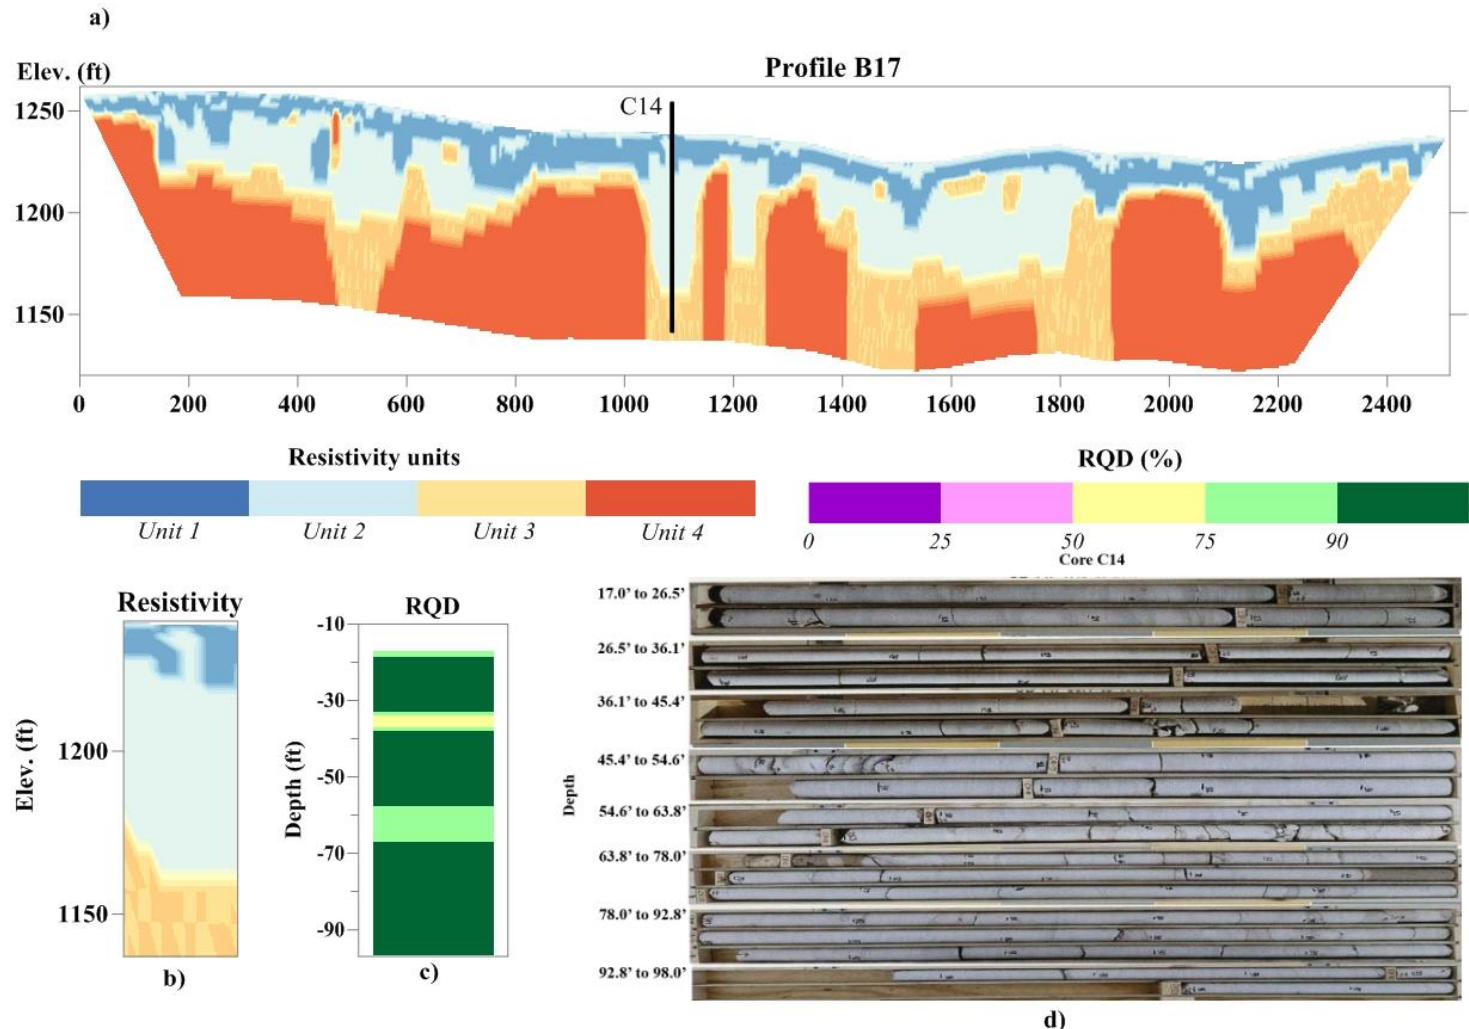 a)
Profile B17
Elev. (ft)
C14
1250
1200
1150
0 200 400 600 800 1000 1200 1400 1600 1800 2000 2200 2400
Resistivity units
Unit 1 Unit 2 Unit 3 Unit 4
RQD (%)
0 25 50 75 90
Core C14
Resistivity
Elev. (ft)
1200
1150
b)
RQD
Depth (ft)
-10
-30
-50
-70
-90
c)
Depth
17.0' to 26.5'
26.5' to 36.1'
36.1' to 45.4'
45.4' to 54.6'
54.6' to 63.8'
63.8' to 78.0'
78.0' to 92.8'
92.8' to 98.0'
d)